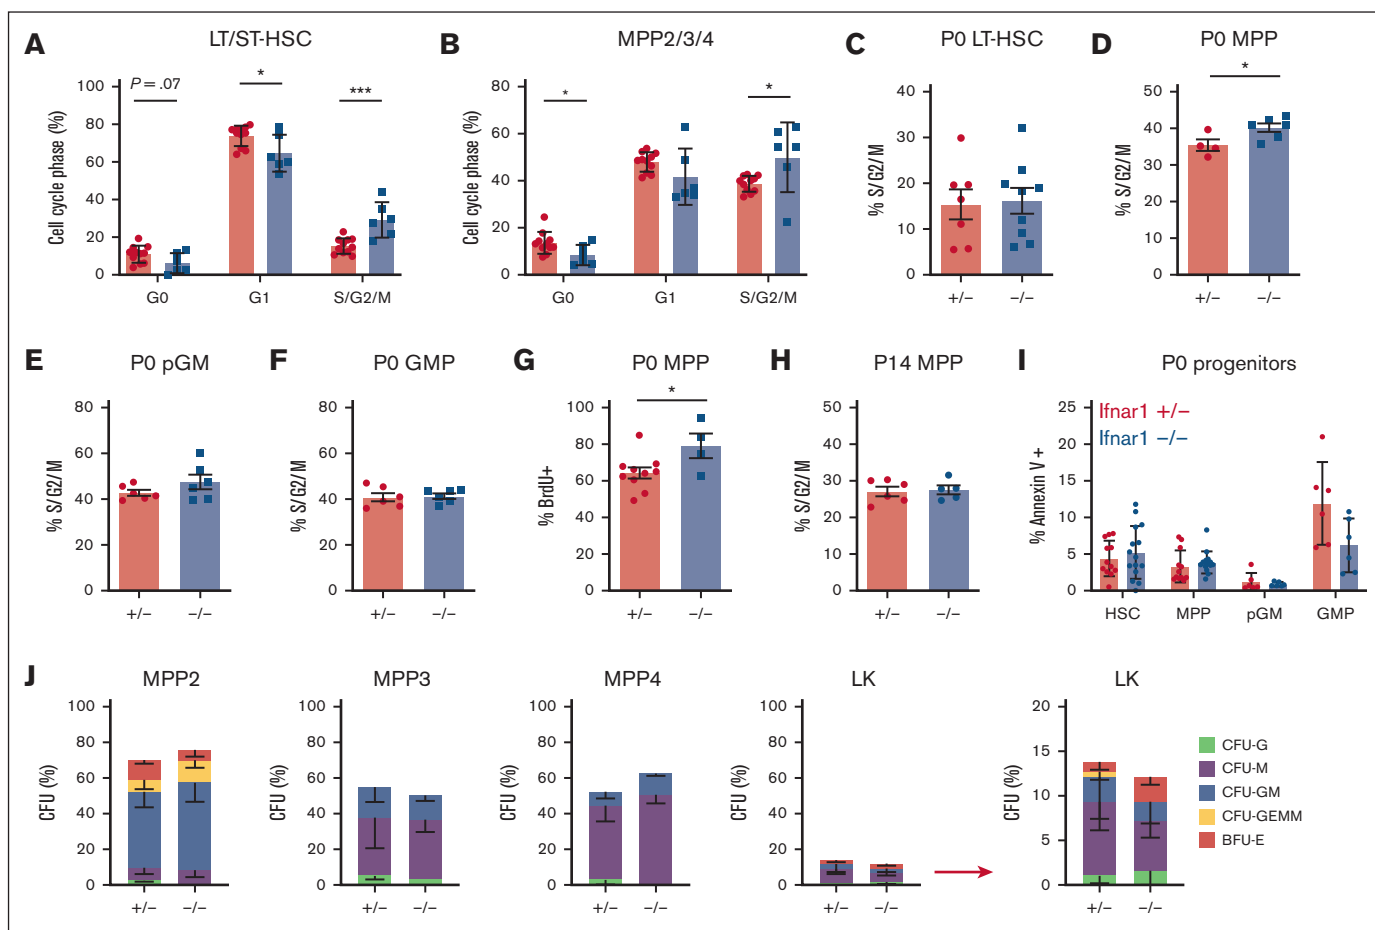 A LT/ST-HSC
Cell cycle phase (%)
100
80
60
40
20
0
P = .07
*
***
G0 G1 S/G2/M
B MPP2/3/4
Cell cycle phase (%)
80
60
40
20
0
*
*
G0 G1 S/G2/M
C P0 LT-HSC
% S/G2/M
40
30
20
10
0
+/− −/−
D P0 MPP
% S/G2/M
50
40
30
20
10
0
*
+/− −/−
E P0 pGM
% S/G2/M
80
60
40
20
0
+/− −/−
F P0 GMP
% S/G2/M
80
60
40
20
0
+/− −/−
G P0 MPP
% BrdU+
100
80
60
40
20
0
*
+/− −/−
H P14 MPP
% S/G2/M
50
40
30
20
10
0
+/− −/−
I P0 progenitors
% Annexin V +
25
20
15
10
5
0
Ifnar1 +/−
Ifnar1 −/−
HSC MPP pGM GMP
J MPP2
CFU (%)
100
80
60
40
20
0
+/− −/−
MPP3
CFU (%)
100
80
60
40
20
0
+/− −/−
MPP4
CFU (%)
100
80
60
40
20
0
+/− −/−
LK
CFU (%)
100
80
60
40
20
0
+/− −/−
LK
CFU (%)
20
15
10
5
0
+/− −/−
CFU-G
CFU-M
CFU-GM
CFU-GEMM
BFU-E